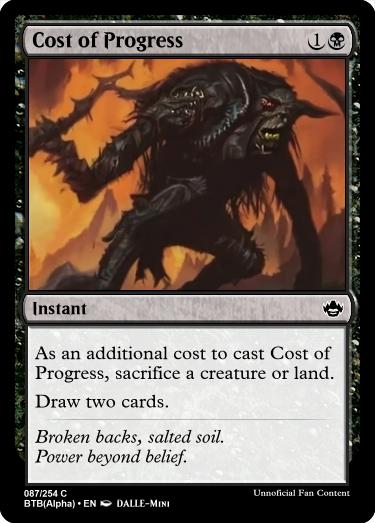 Cost of Progress 1
Instant
As an additional cost to cast Cost of
Progress, sacrifice a creature or land.
Draw two cards.
Broken backs, salted soil.
Power beyond belief.
087/254 C
Unofficial Fan Content
BTB(Alpha) • EN DALLE-Mini